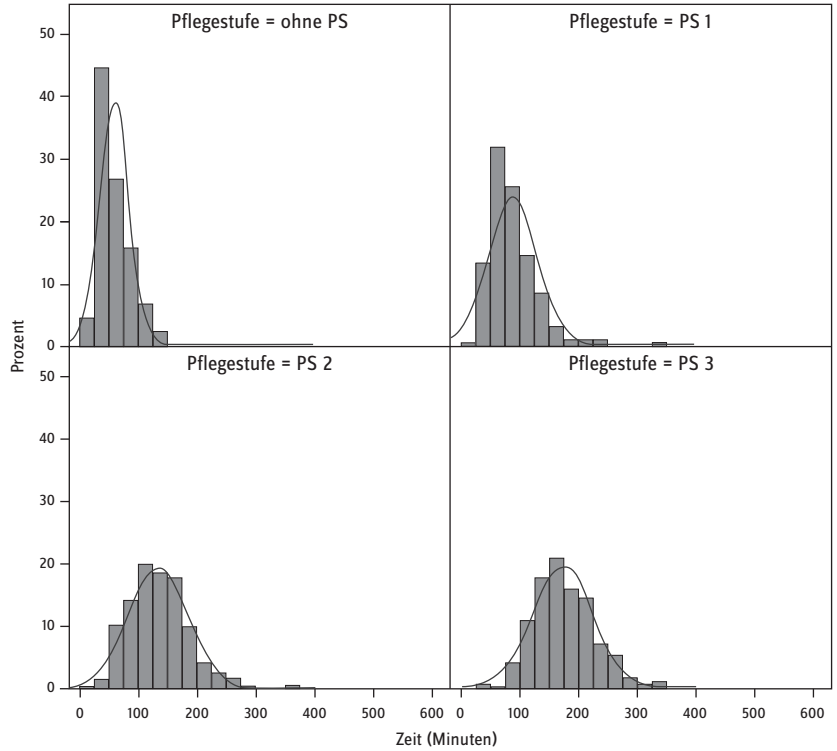 Pflegestufe = ohne PS
Pflegestufe = PS 1
50
40
30
20
10
0
Prozent
Pflegestufe = PS 2
Pflegestufe = PS 3
50
40
30
20
10
0
0 100 200 300 400 500 600
0 100 200 300 400 500 600
Zeit (Minuten)